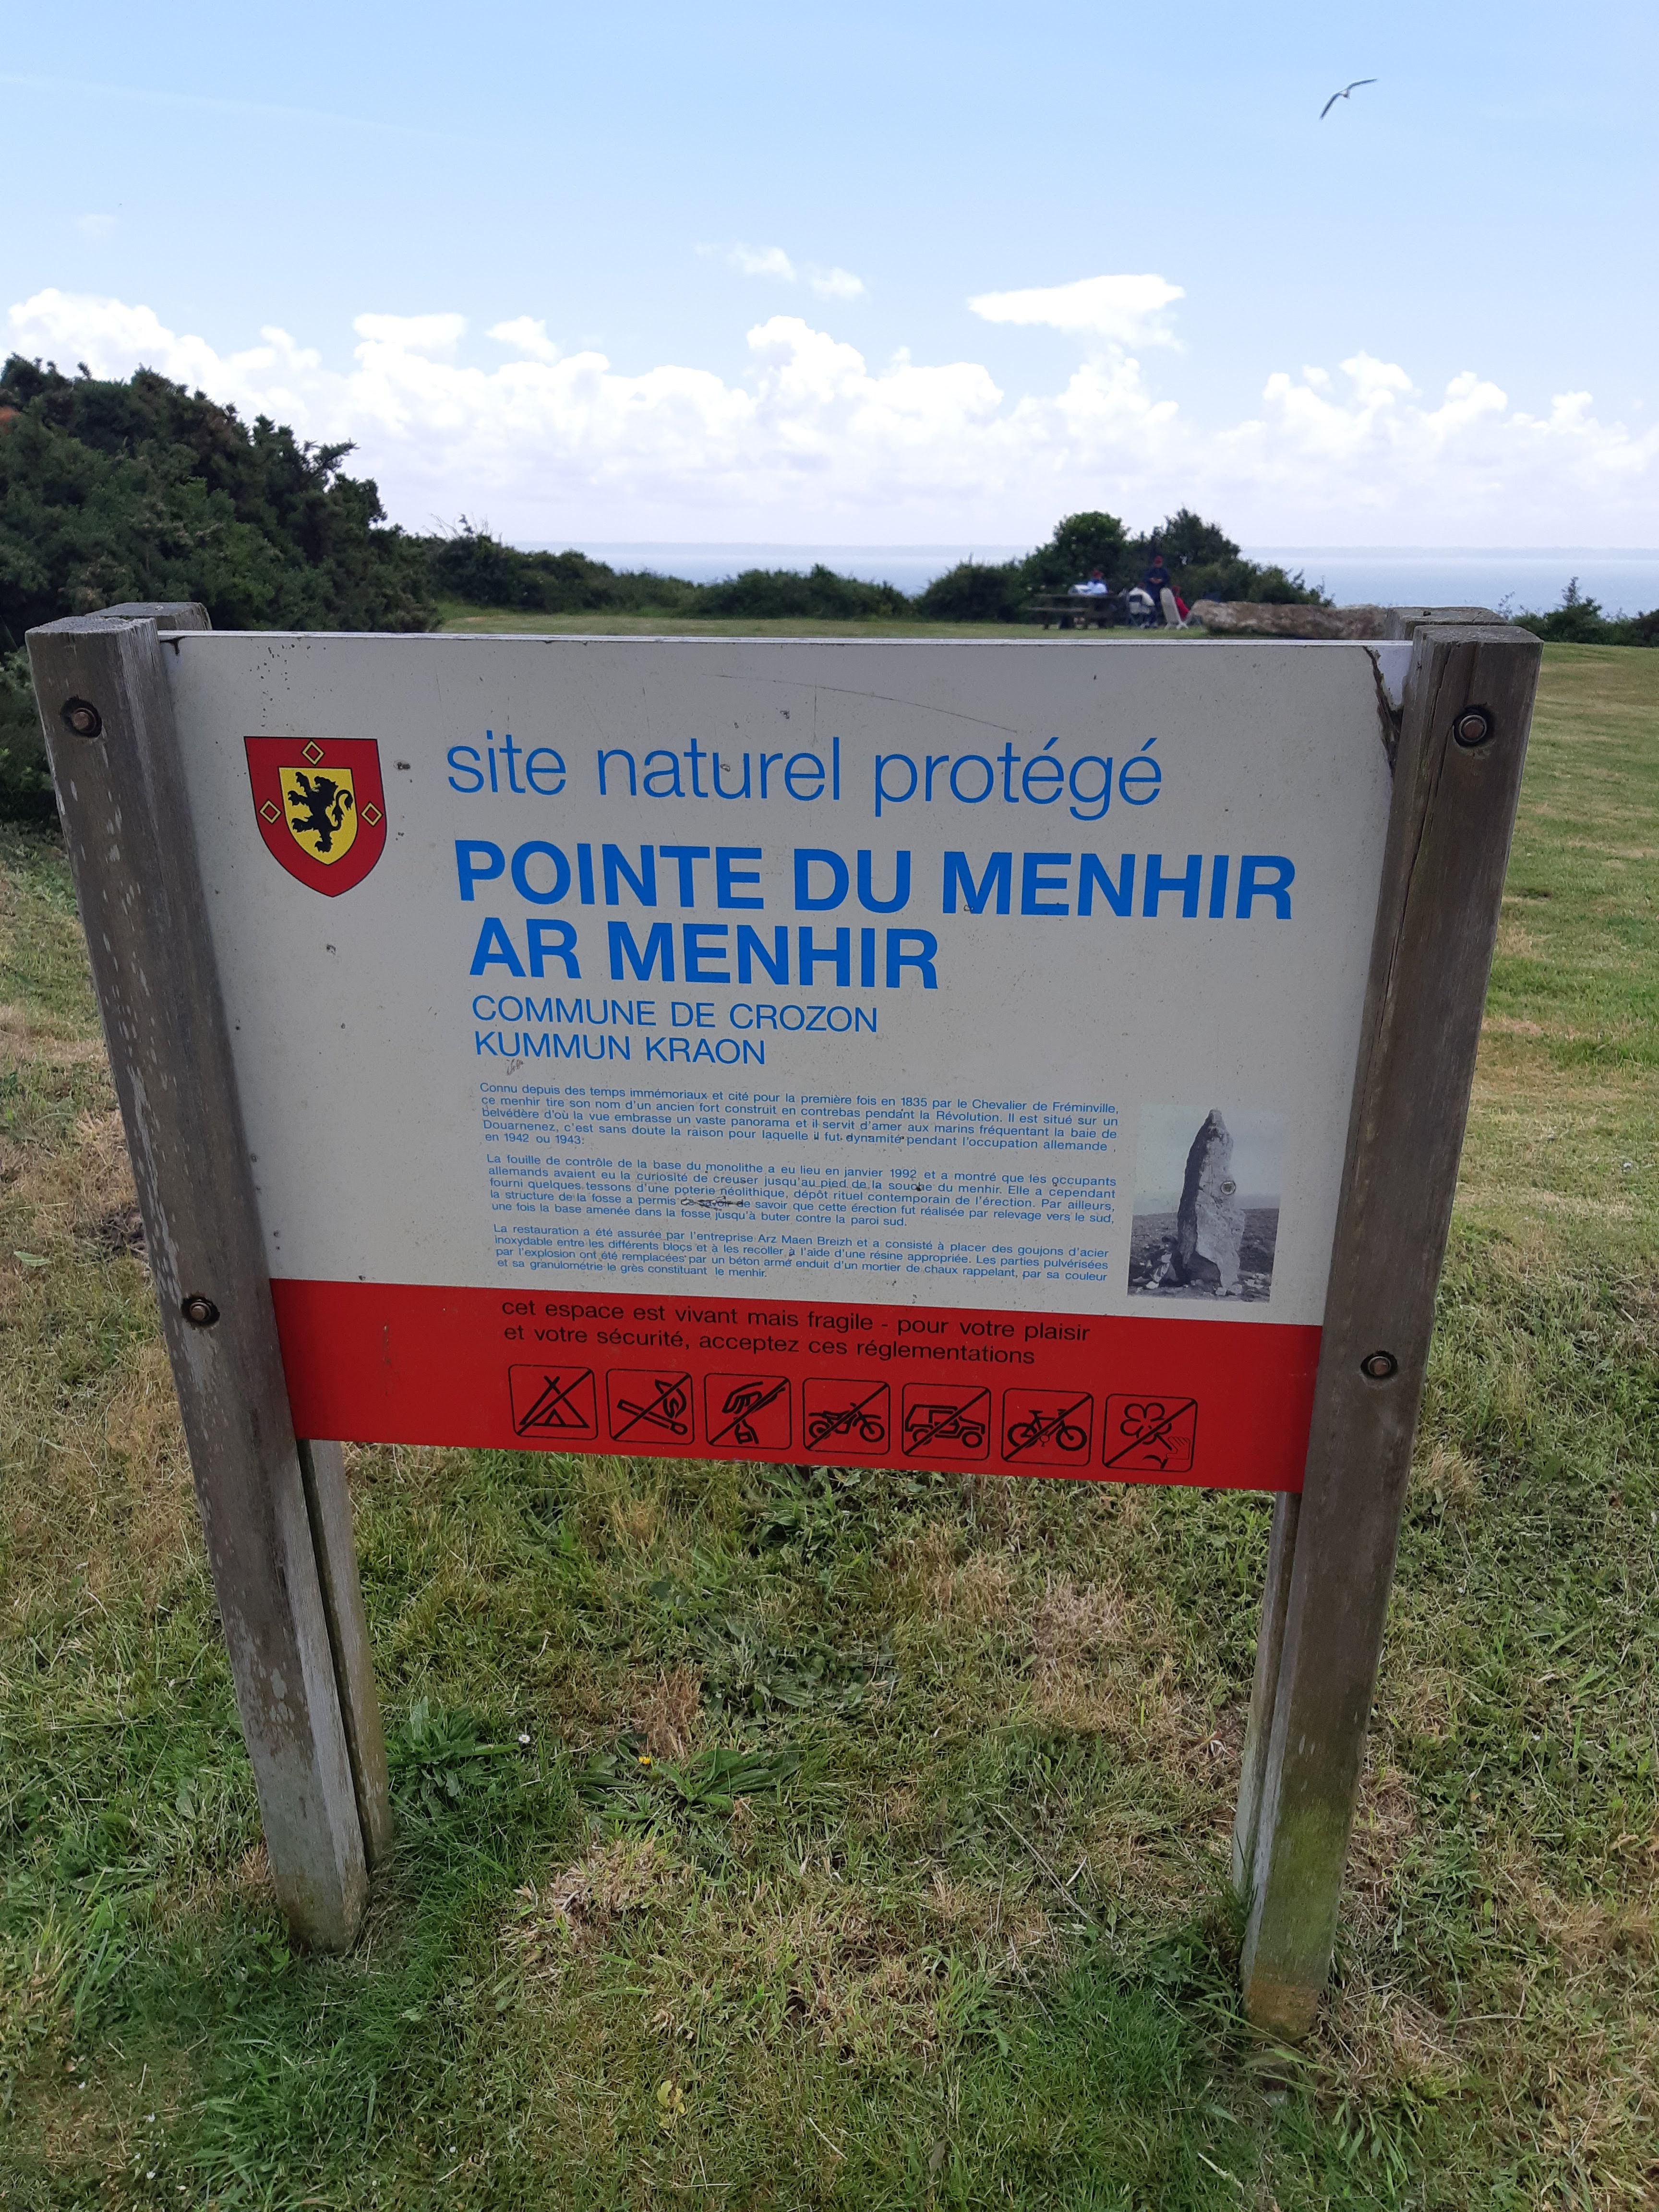 site naturel protégé
POINTE DU MENHIR
AR MENHIR
COMMUNE DE CROZON
KUMMUN KRAON
Connu depuis des temps immémoriaux et cité pour la première fois en 1835 par le Chevalier de Fréminville,
ce menhir tire son nom d'un ancien fort construit en contrebas pendant la Révolution. Il est situé sur un
belvédère d'où la vue embrasse un vaste panorama et il servit d'amer aux marins fréquentant la baie de
Douarnenez, c'est sans doute la raison pour laquelle il fut dynamité pendant l'occupation allemande
en 1942 ou 1943:
La fouille de contrôle de la base du monolithe a eu lieu en janvier 1992 et a montré que les occupants
allemands avaient eu la curiosité de creuser jusqu'au pied de la souche du menhir. Elle a cependant
fourni quelques tessons d'une poterie néolithique, dépôt rituel contemporain de l'érection. Par ailleurs,
la structure de la fosse a permis de savoir que cette érection fut réalisée par relevage vers le sud,
une fois la base amenée dans la fosse jusqu'à buter contre la paroi sud.
La restauration a été assurée par l'entreprise Arz Maen Breizh et a consisté à placer des goujons d'acier
inoxydable entre les différents blocs et à les recoller à l'aide d'une résine appropriée. Les parties pulvérisées
par l'explosion ont été remplacées par un béton armé enduit d'un mortier de chaux rappelant, par sa couleur
et sa granulométrie le grès constituant le menhir.
cet espace est vivant mais fragile - pour votre plaisir
et votre sécurité, acceptez ces réglementations